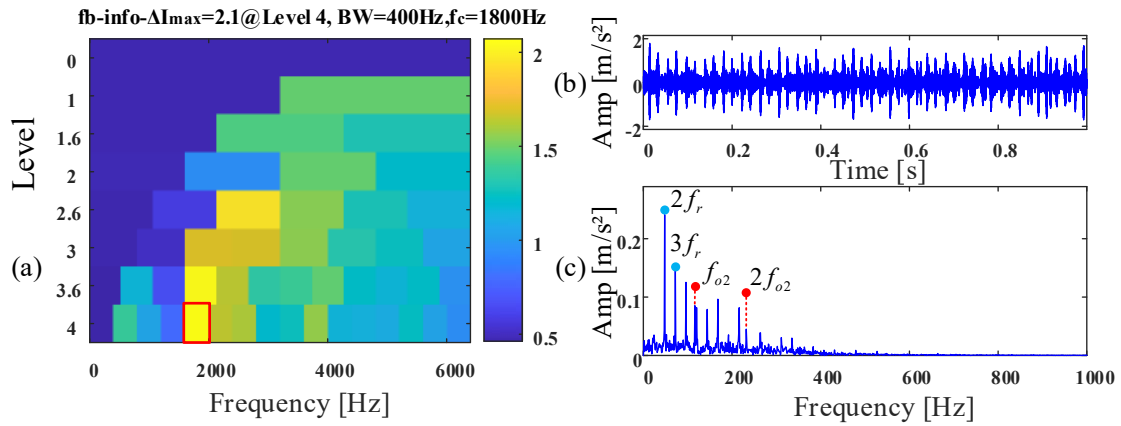 fb-info-ΔImax=2.1@Level 4, BW=400Hz,fc=1800Hz
(a)
Level
0
1
1.6
2
2.6
3
3.6
4
0
2000
4000
6000
Frequency [Hz]
2
1.5
1
0.5
(b)
Amp [m/s²]
2
0
-2
0
0.2
0.4
0.6
0.8
1
Time [s]
(c)
Amp [m/s²]
0.2
0.1
0
2fr
3fr
fo2
2fo2
0
200
400
600
800
1000
Frequency [Hz]